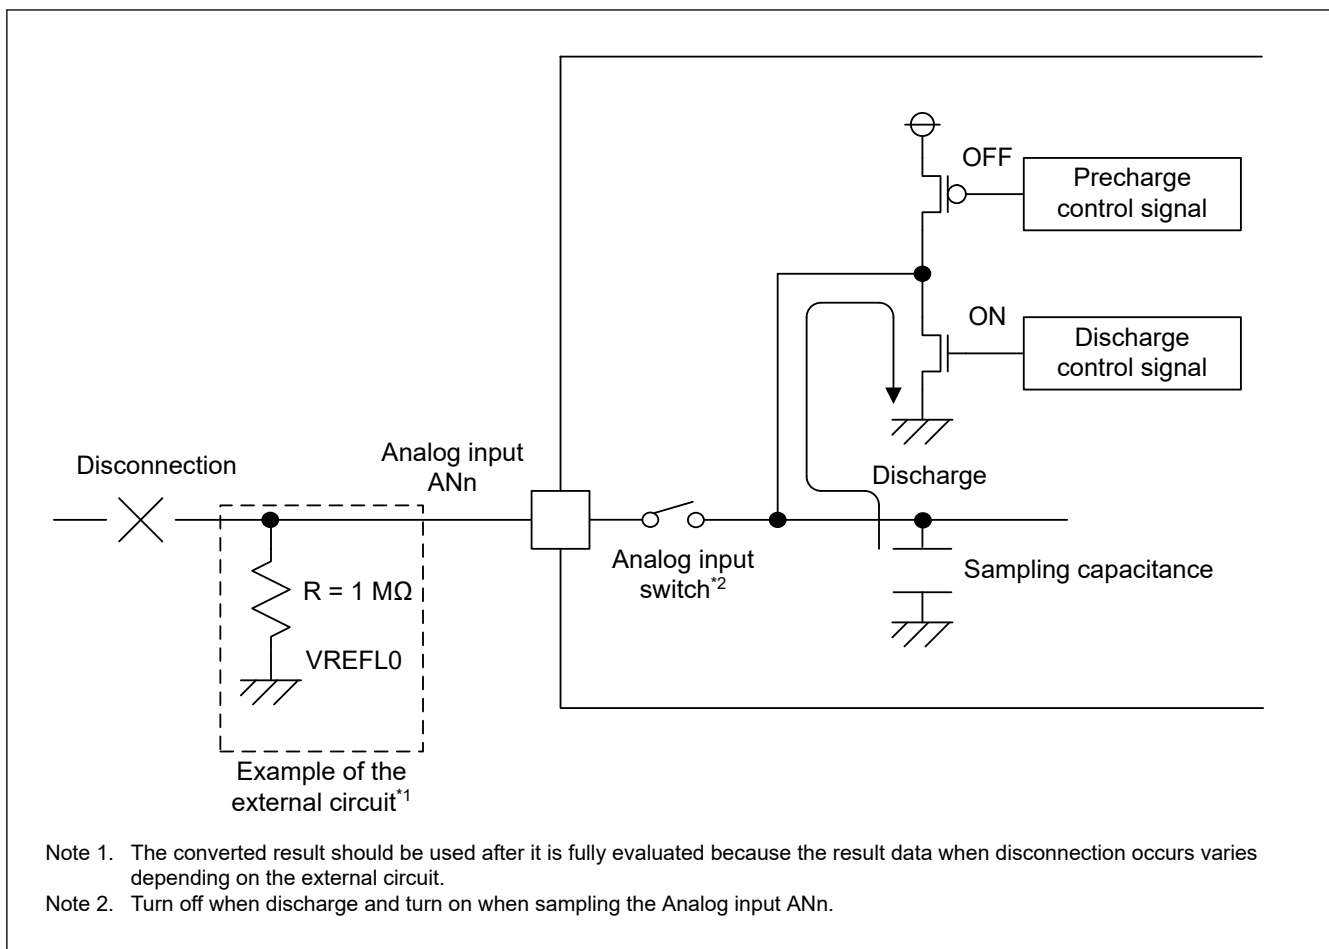 OFF
Precharge
control signal
ON
Discharge
control signal
Disconnection
Analog input
ANn
Discharge
Analog input
switch*2
Sampling capacitance
R = 1 MΩ
VREFL0
Example of the
external circuit*1
Note 1. The converted result should be used after it is fully evaluated because the result data when disconnection occurs varies
depending on the external circuit.
Note 2. Turn off when discharge and turn on when sampling the Analog input ANn.